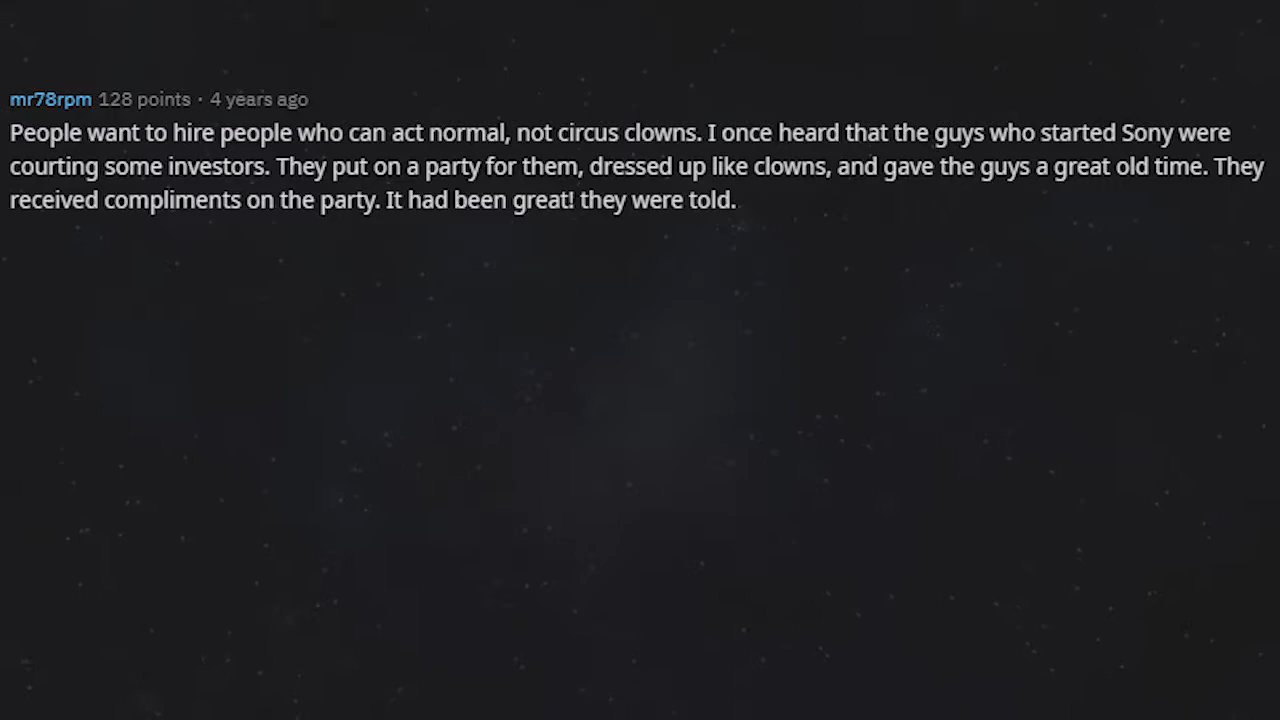 mr78rpm 128 points · 4 years ago
People want to hire people who can act normal, not circus clowns. I once heard that the guys who started Sony were
courting some investors. They put on a party for them, dressed up like clowns, and gave the guys a great old time. They
received compliments on the party. It had been great! they were told.